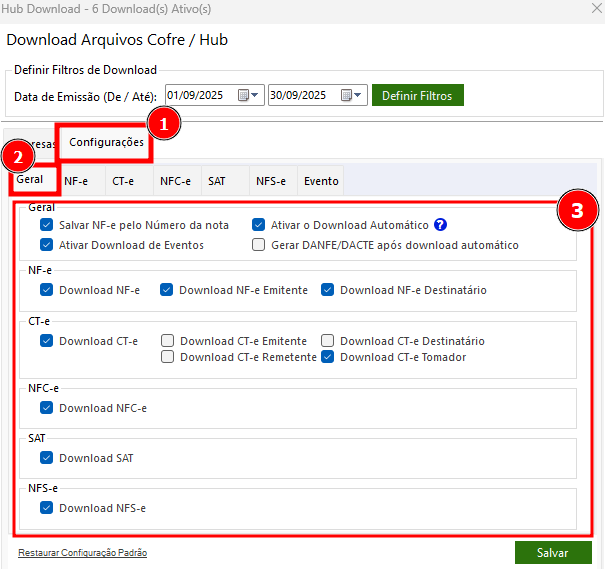 Hub Download - 6 Download(s) Ativo(s)
Download Arquivos Cofre / Hub
Definir Filtros de Download
Data de Emissão (De / Até): 01/09/2025 30/09/2025 Definir Filtros
1
Configurações
2
Geral NF-e CT-e NFC-e SAT NFS-e Evento
3
Geral
Salvar NF-e pelo Número da nota Ativar o Download Automático ?
Ativar Download de Eventos Gerar DANFE/DACTE após download automático
NF-e
Download NF-e Download NF-e Emitente Download NF-e Destinatário
CT-e
Download CT-e Download CT-e Emitente Download CT-e Destinatário
Download CT-e Remetente Download CT-e Tomador
NFC-e
Download NFC-e
SAT
Download SAT
NFS-e
Download NFS-e
Restaurar Configuração Padrão Salvar